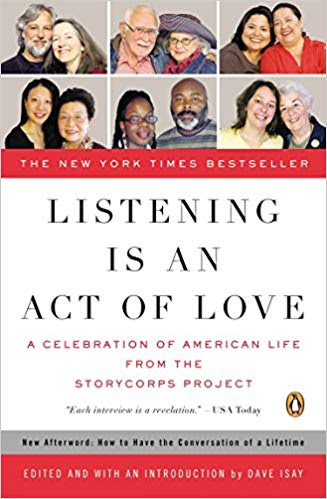 THE NEW YORK TIMES BESTSELLER
LISTENING
IS AN
ACT OF LOVE
A CELEBRATION OF AMERICAN LIFE
FROM THE
STORYCORPS PROJECT
"Each interview is a revelation." —USA Today
New Afterword: How to Have the Conversation of a Lifetime
EDITED AND WITH AN INTRODUCTION by DAVE ISAY